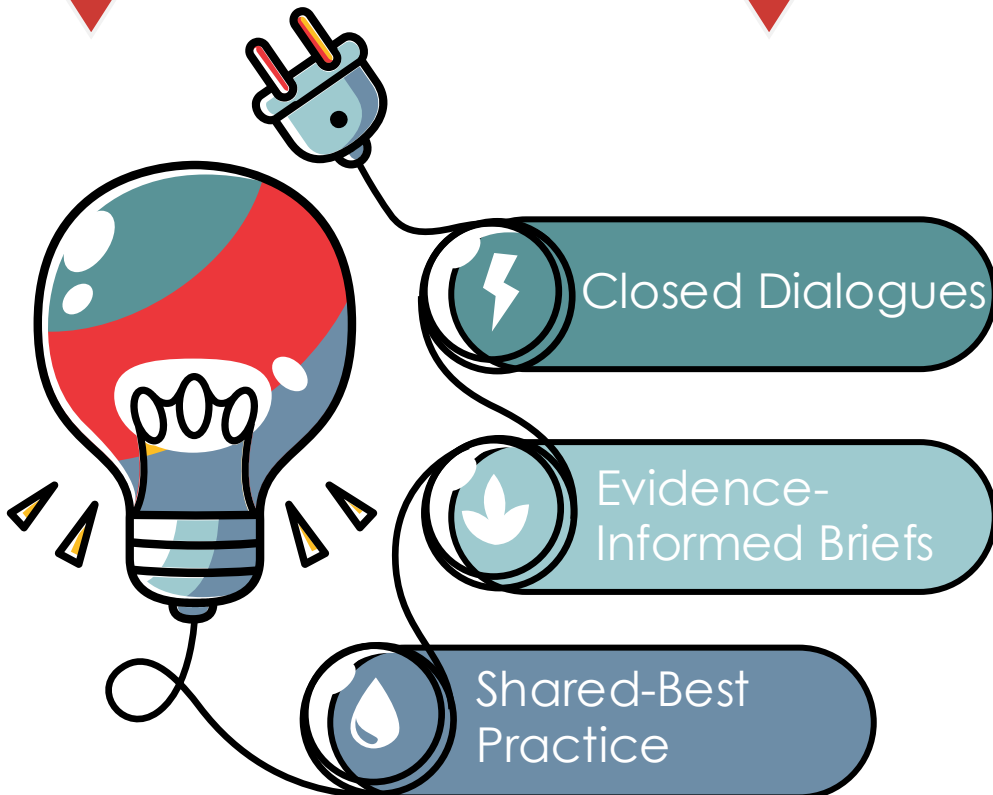 Closed Dialogues
Evidence-
Informed Briefs
Shared-Best
Practice